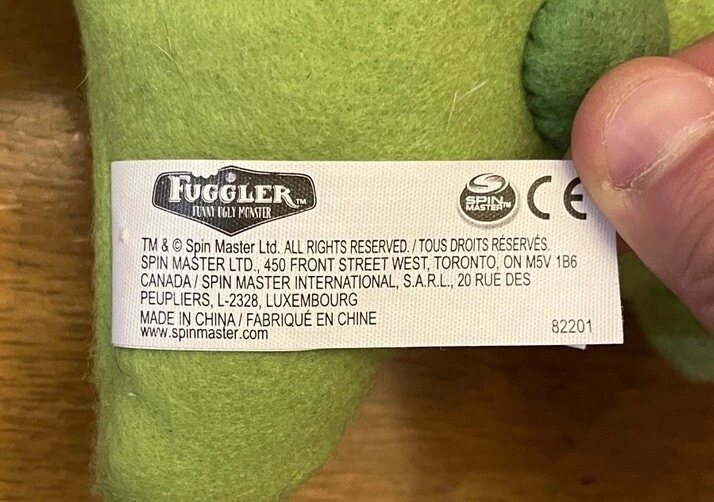 FUGGLER TM
FUNNY UGLY MONSTER
SPIN MASTER TM
CE
TM & © Spin Master Ltd. ALL RIGHTS RESERVED. / TOUS DROITS RÉSERVÉS.
SPIN MASTER LTD., 450 FRONT STREET WEST, TORONTO, ON M5V 1B6
CANADA / SPIN MASTER INTERNATIONAL, S.A.R.L., 20 RUE DES
PEUPLIERS, L-2328, LUXEMBOURG
MADE IN CHINA / FABRIQUÉ EN CHINE
www.spinmaster.com
82201